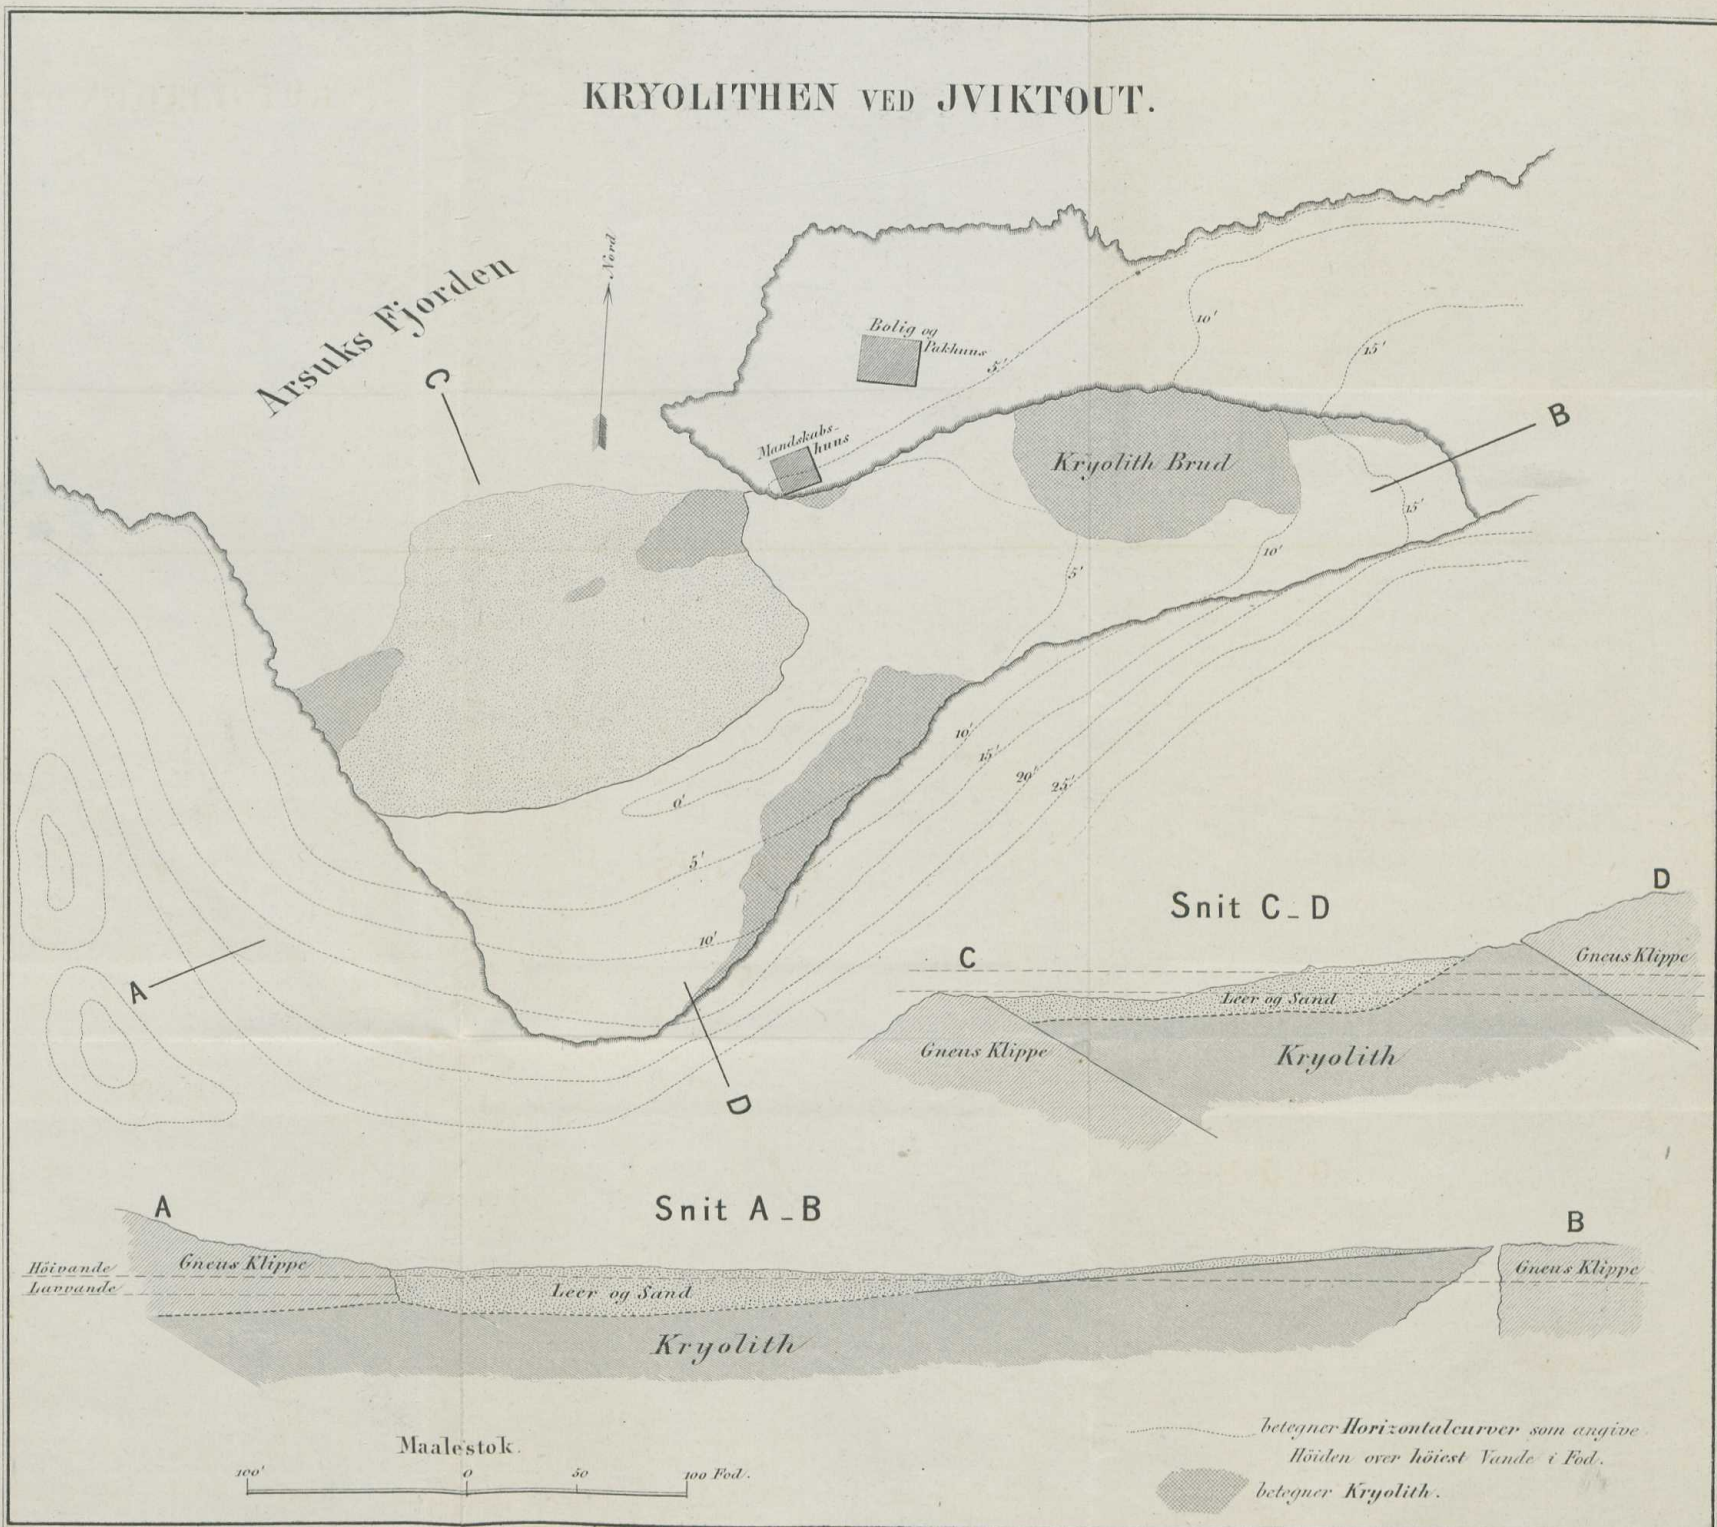 KRYOLITHEN VED JVIKTOUT.
Arsuks Fjorden
Nord
C
Bolig og
Pakhuus
Mandskabs-
huus
5'
10'
15'
B
Kryolith Brud
15'
10'
5'
0'
5'
10'
10'
15'
20'
25'
A
D
Snit C-D
C
D
Gneus Klippe
Leer og Sand
Gneus Klippe
Kryolith
Snit A-B
A
B
Höivande
Lavvande
Gneus Klippe
Leer og Sand
Gneus Klippe
Kryolith
Maalestok.
100' 0 50 100 Fod.
betegner Horizontalcurver som angive
Höiden over höiest Vande i Fod.
betegner Kryolith.